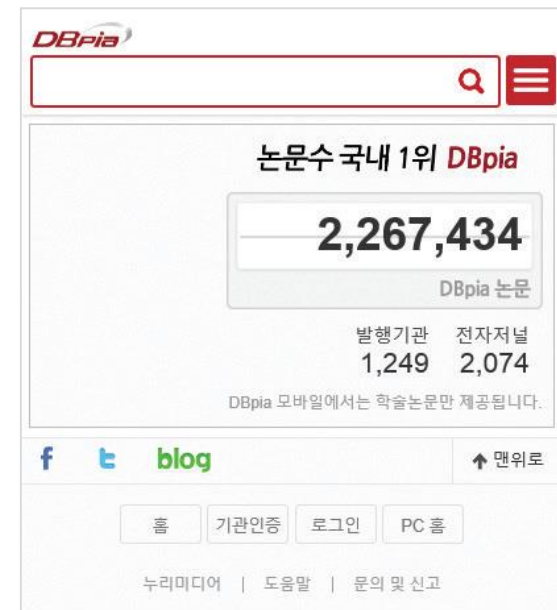 DBpia
논문수 국내 1위 DBpia
2,267,434
DBpia 논문
발행기관 전자저널
1,249 2,074
DBpia 모바일에서는 학술논문만 제공됩니다.
f t blog 맨위로
홈 기관인증 로그인 PC 홈
누리미디어 | 도움말 | 문의 및 신고